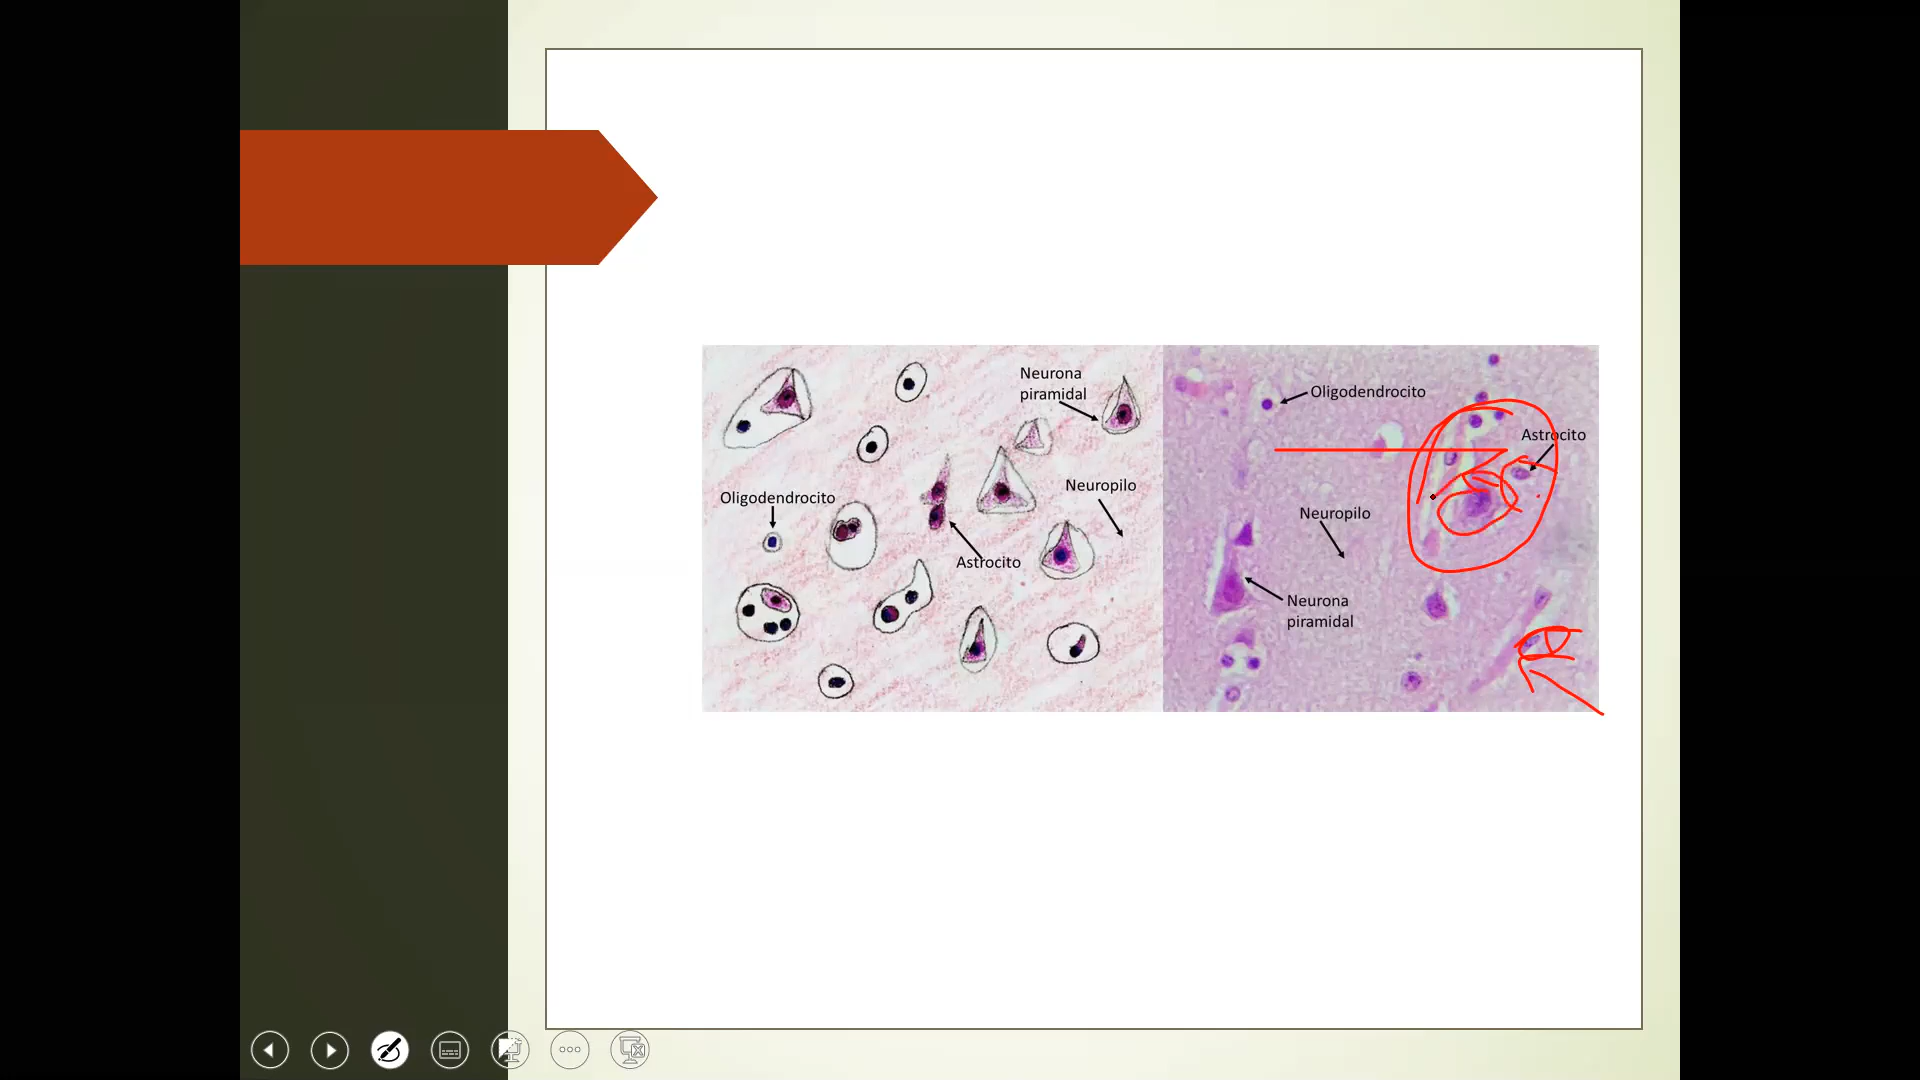 Neurona
piramidal
Oligodendrocito
Neuropilo
Astrocito
Oligodendrocito
Astrocito
Neuropilo
Neurona
piramidal